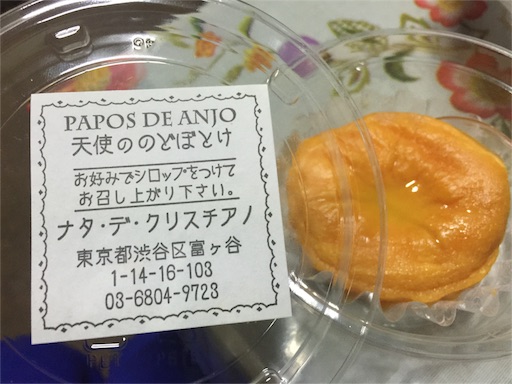 PAPOS DE ANJO
天使ののどぼとけ
お好みでシロップをつけて
お召し上がり下さい。
ナタ・デ・クリスチアノ
東京都渋谷区富ヶ谷
1-14-16-103
03-6804-9723